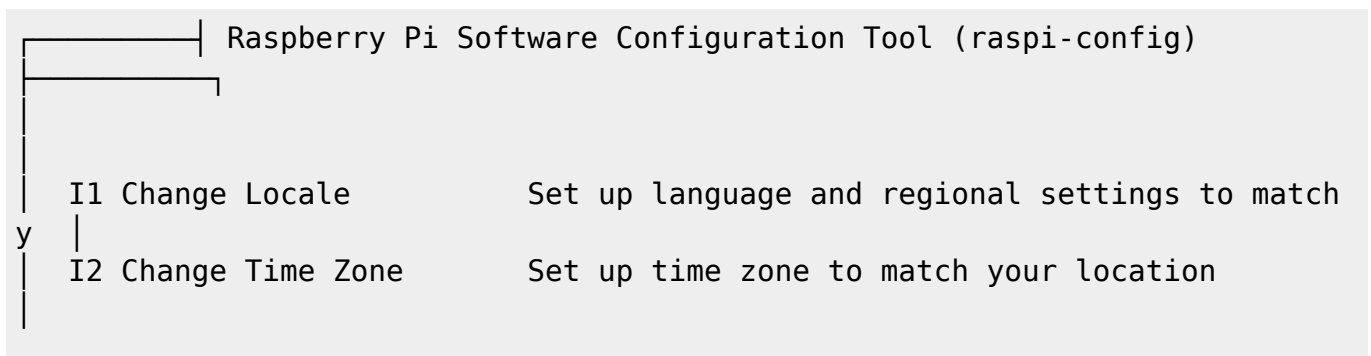 ┌─────────┤ Raspberry Pi Software Configuration Tool (raspi-config)
├──────────┐
│
│
│  I1 Change Locale          Set up language and regional settings to match
y  │
│  I2 Change Time Zone       Set up time zone to match your location
│